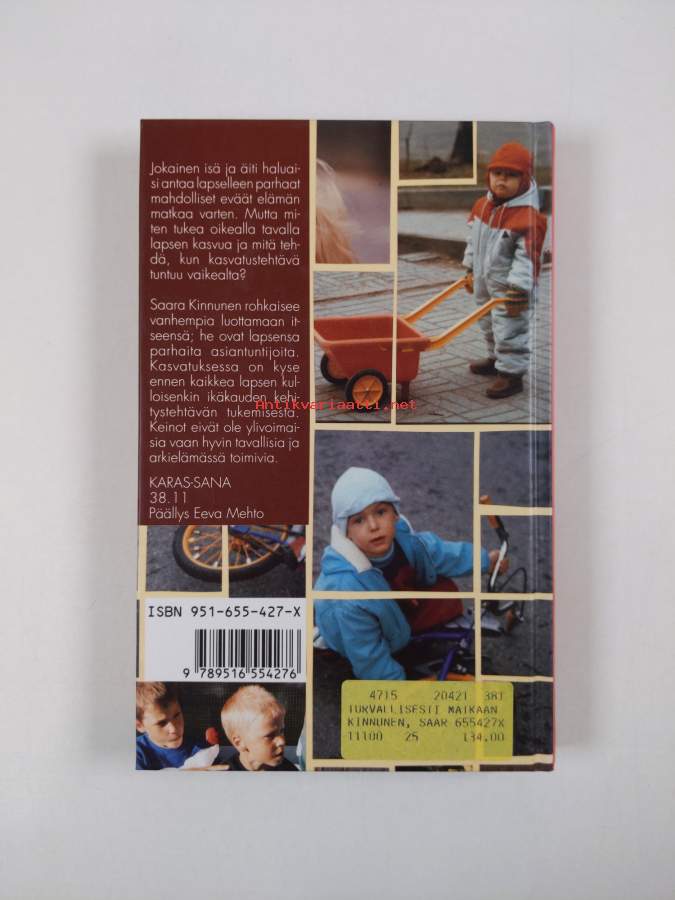 Jokainen isä ja äiti haluai-
si antaa lapselleen parhaat
mahdolliset eväät elämän
matkaa varten. Mutta mi-
ten tukea oikealla tavalla
lapsen kasvua ja mitä teh-
dä, kun kasvatustehtävä
tuntuu vaikealta?
Saara Kinnunen rohkaisee
vanhempia luottamaan it-
seensä; he ovat lapsensa
parhaita asiantuntijoita.
Kasvatuksessa on kyse
ennen kaikkea lapsen kul-
loisenkin ikäkauden kehi-
tystehtävän tukemisesta.
Keinot eivät ole ylivoimai-
sia vaan hyvin tavallisia ja
arkielämässä toimivia.
KARAS-SANA
38.11
Päällys Eeva Mehto
Antikvariaatti.net
ISBN 951-655-427-X
9 789516 554276
4715 20421 381
TURVALLISESTI MATKAAN
KINNUNEN, SAAR 655427X
11100 25 134.00